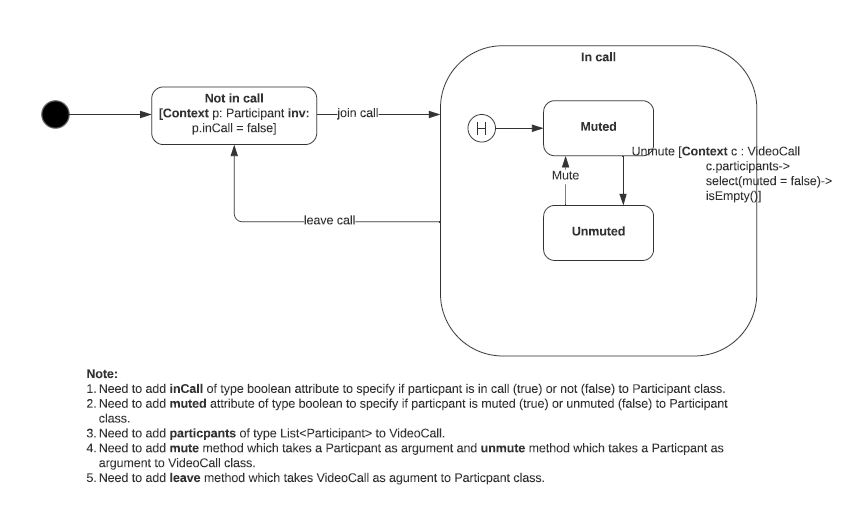 In call
Not in call
[Context p: Participant inv:
p.inCall = false]
join call
H
Muted
Unmute [Context c : VideoCall
c.participants->
select(muted = false)->
isEmpty()]
Mute
leave call
Unmuted
Note:
1. Need to add inCall of type boolean attribute to specify if particpant is in call (true) or not (false) to Participant class.
2. Need to add muted attribute of type boolean to specify if particpant is muted (true) or unmuted (false) to Participant
class.
3. Need to add particpants of type List<Participant> to VideoCall.
4. Need to add mute method which takes a Particpant as argument and unmute method which takes a Particpant as
argument to VideoCall class.
5. Need to add leave method which takes VideoCall as agument to Particpant class.